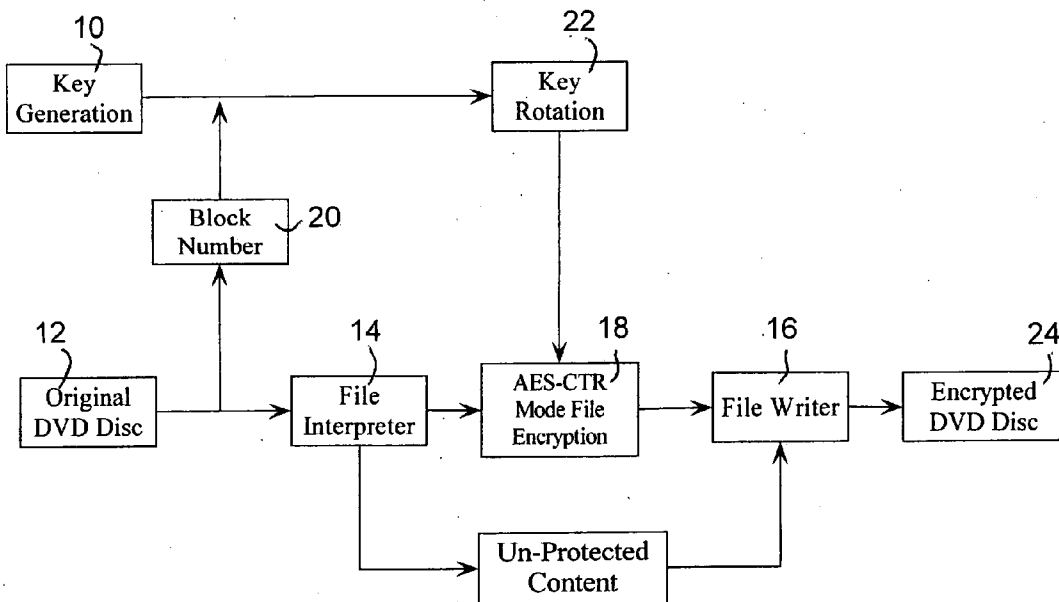 10
Key
Generation
22
Key
Rotation
Block
Number
20
12
Original
DVD Disc
14
File
Interpreter
18
AES-CTR
Mode File
Encryption
16
File Writer
24
Encrypted
DVD Disc
Un-Protected
Content